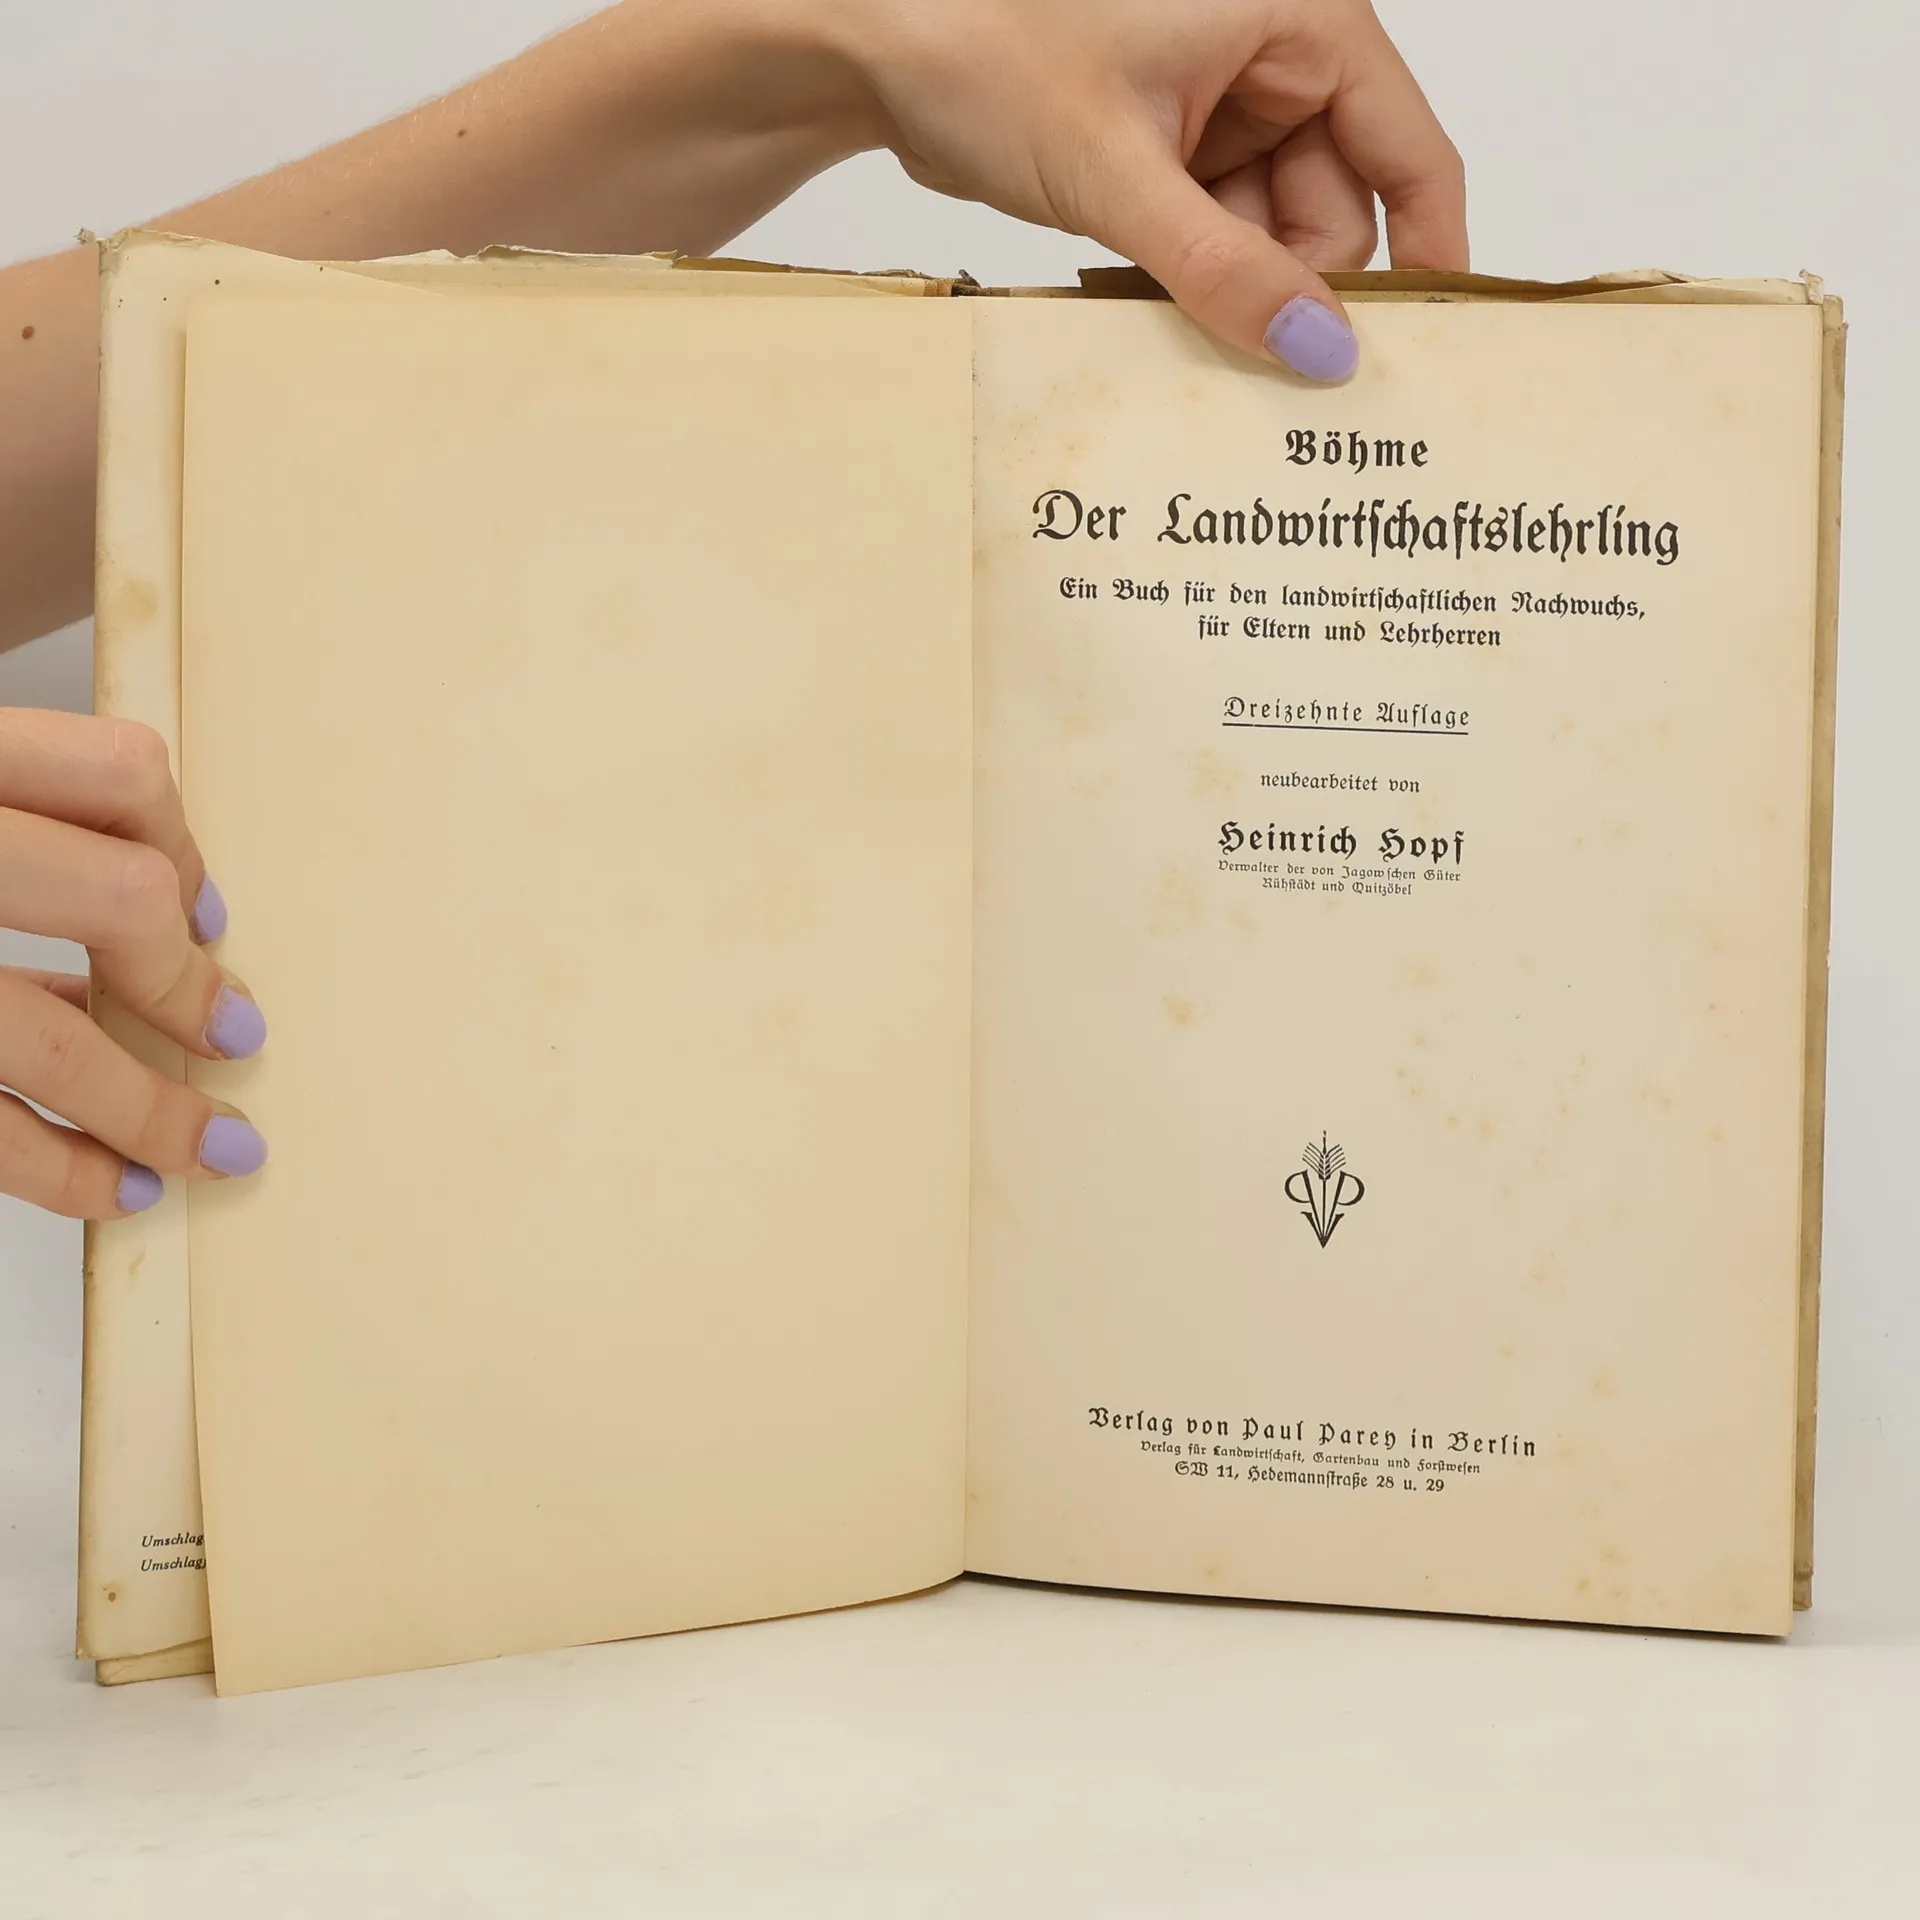 Umschlag
Umschlag
Böhme
Der Landwirtſchaftslehrling
Ein Buch für den landwirtſchaftlichen Nachwuchs,
für Eltern und Lehrherren
Dreizehnte Auflage
neubearbeitet von
Heinrich Hopf
Verwalter der von Jagowſchen Güter
Rühſtädt und Quitzöbel
PPV
Verlag von Paul Parey in Berlin
Verlag für Landwirtſchaft, Gartenbau und Forſtweſen
SW 11, Hedemannſtraße 28 u. 29